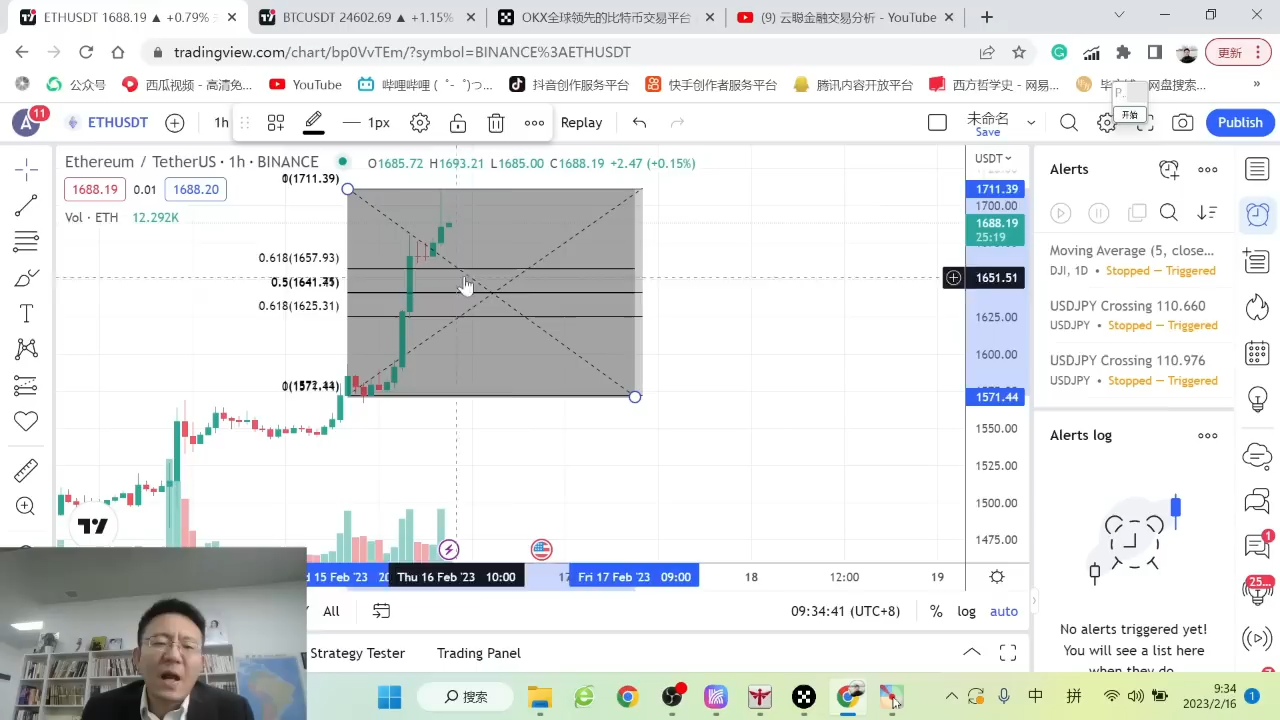 ETHUSDT 1688.19 ▲ +0.79%
BTCUSDT 24602.69 ▲ +1.15%
OKX全球领先的比特币交易平台
(9) 云聪金融交易分析 - YouTube
tradingview.com/chart/bp0VvTEm/?symbol=BINANCE%3AETHUSDT
更新
公众号
西瓜视频 - 高清免...
YouTube
哔哩哔哩 (゜-゜)つ...
抖音创作服务平台
快手创作者服务平台
腾讯内容开放平台
西方哲学史 - 网易...
网盘搜索...
»
开始
A
11
ETHUSDT
1h
1px
Replay
未命名
Save
Publish
Ethereum / TetherUS · 1h · BINANCE
O1685.72 H1693.21 L1685.00 C1688.19 +2.47 (+0.15%)
1688.19
0.01
1688.20
Vol · ETH 12.292K
0(1711.39)
0.618(1657.93)
0.618(1625.31)
USDT
1711.39
1700.00
1688.19
25:19
1651.51
1625.00
1600.00
1571.44
1550.00
1525.00
1500.00
1475.00
15 Feb '23
Thu 16 Feb '23 10:00
Fri 17 Feb '23 09:00
18
12:00
19
All
09:34:41 (UTC+8)
%
log
auto
Strategy Tester
Trading Panel
Alerts
Moving Average (5, close...
DJI, 1D • Stopped — Triggered
USDJPY Crossing 110.660
USDJPY • Stopped — Triggered
USDJPY Crossing 110.976
USDJPY • Stopped — Triggered
Alerts log
No alerts triggered yet!
You will see a list here
when they do.
1
25...
搜索
中
拼
9:34
2023/2/16
1